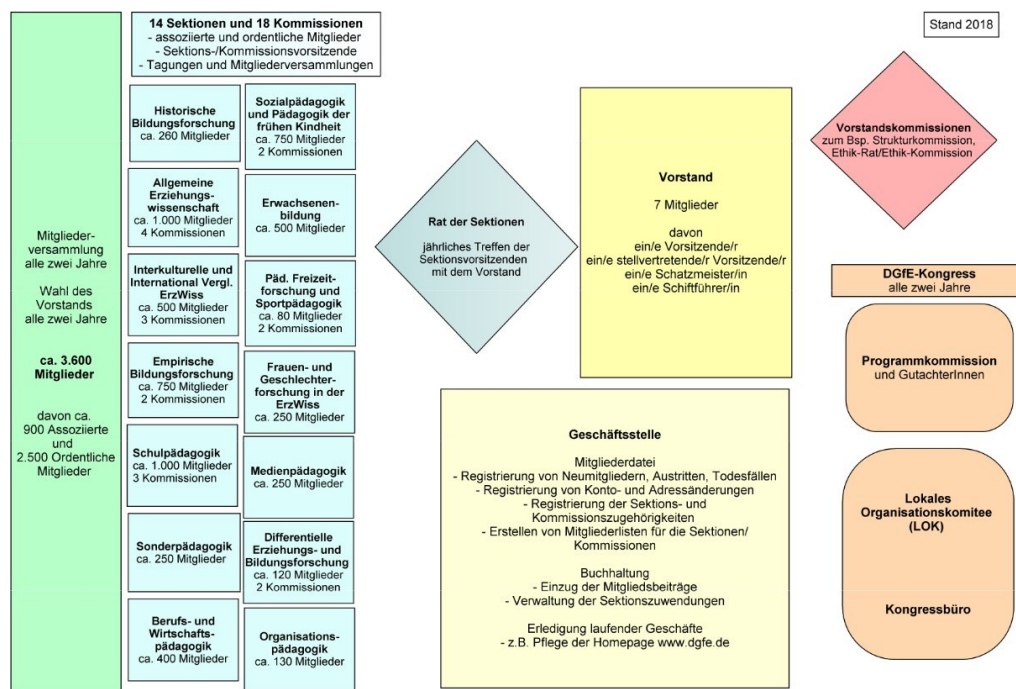 Mitglieder-
versammlung
alle zwei Jahre
Wahl des
Vorstands
alle zwei Jahre
ca. 3.600
Mitglieder
davon ca.
900 Assoziierte
und
2.500 Ordentliche
Mitglieder
14 Sektionen und 18 Kommissionen
- assoziierte und ordentliche Mitglieder
- Sektions-/Kommissionsvorsitzende
- Tagungen und Mitgliederversammlungen
Historische
Bildungsforschung
ca. 260 Mitglieder
Sozialpädagogik
und Pädagogik der
frühen Kindheit
ca. 750 Mitglieder
2 Kommissionen
Allgemeine
Erziehungs-
wissenschaft
ca. 1.000 Mitglieder
4 Kommissionen
Erwachsenen-
bildung
ca. 500 Mitglieder
Interkulturelle und
International Vergl.
ErzWiss
ca. 500 Mitglieder
3 Kommissionen
Päd. Freizeit-
forschung und
Sportpädagogik
ca. 80 Mitglieder
2 Kommissionen
Empirische
Bildungsforschung
ca. 750 Mitglieder
2 Kommissionen
Frauen- und
Geschlechter-
forschung in der
ErzWiss
ca. 250 Mitglieder
Schulpädagogik
ca. 1.000 Mitglieder
3 Kommissionen
Medienpädagogik
ca. 250 Mitglieder
Sonderpädagogik
ca. 250 Mitglieder
Differentielle
Erziehungs- und
Bildungsforschung
ca. 120 Mitglieder
2 Kommissionen
Berufs- und
Wirtschafts-
pädagogik
ca. 400 Mitglieder
Organisations-
pädagogik
ca. 130 Mitglieder
Rat der Sektionen
jährliches Treffen der
Sektionsvorsitzenden
mit dem Vorstand
Vorstand
7 Mitglieder
davon
ein/e Vorsitzende/r
ein/e stellvertretende/r Vorsitzende/r
ein/e Schatzmeister/in
ein/e Schiftführer/in
Geschäftsstelle
Mitgliederdatei
- Registrierung von Neumitgliedern, Austritten, Todesfällen
- Registrierung von Konto- und Adressänderungen
- Registrierung der Sektions- und
Kommissionszugehörigkeiten
- Erstellen von Mitgliederlisten für die Sektionen/
Kommissionen
Buchhaltung
- Einzug der Mitgliedsbeiträge
- Verwaltung der Sektionszuwendungen
Erledigung laufender Geschäfte
- z.B. Pflege der Homepage www.dgfe.de
Stand 2018
Vorstandskommissionen
zum Bsp. Strukturkommission,
Ethik-Rat/Ethik-Kommission
DGfE-Kongress
alle zwei Jahre
Programmkommission
und GutachterInnen
Lokales
Organisationskomitee
(LOK)
Kongressbüro